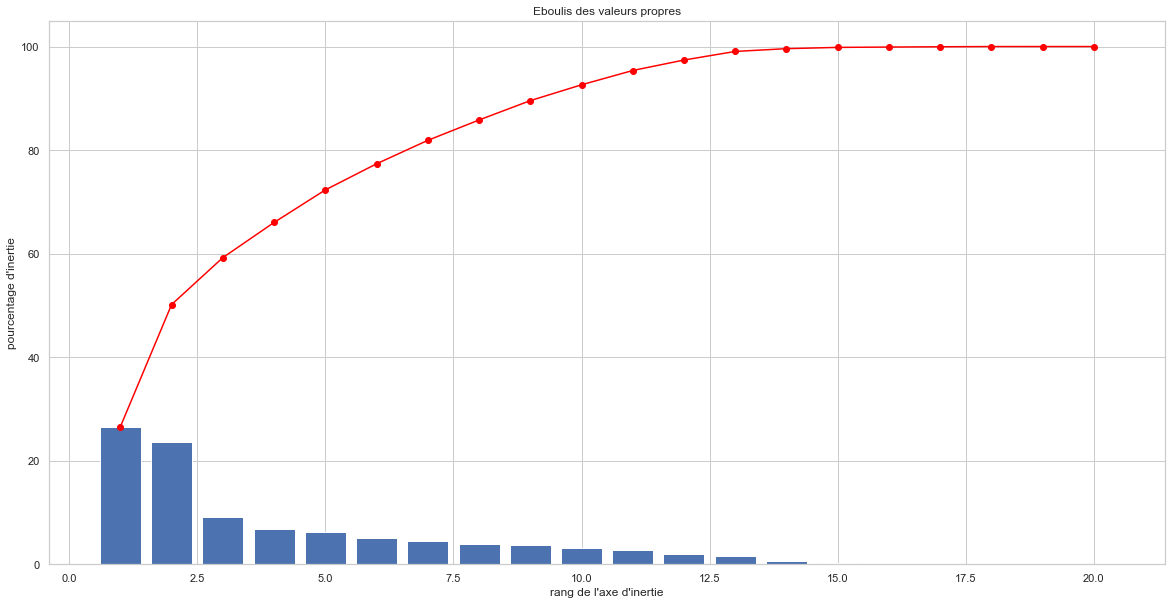 Eboulis des valeurs propres
pourcentage d'inertie
100
80
60
40
20
0
0.0 2.5 5.0 7.5 10.0 12.5 15.0 17.5 20.0
rang de l'axe d'inertie